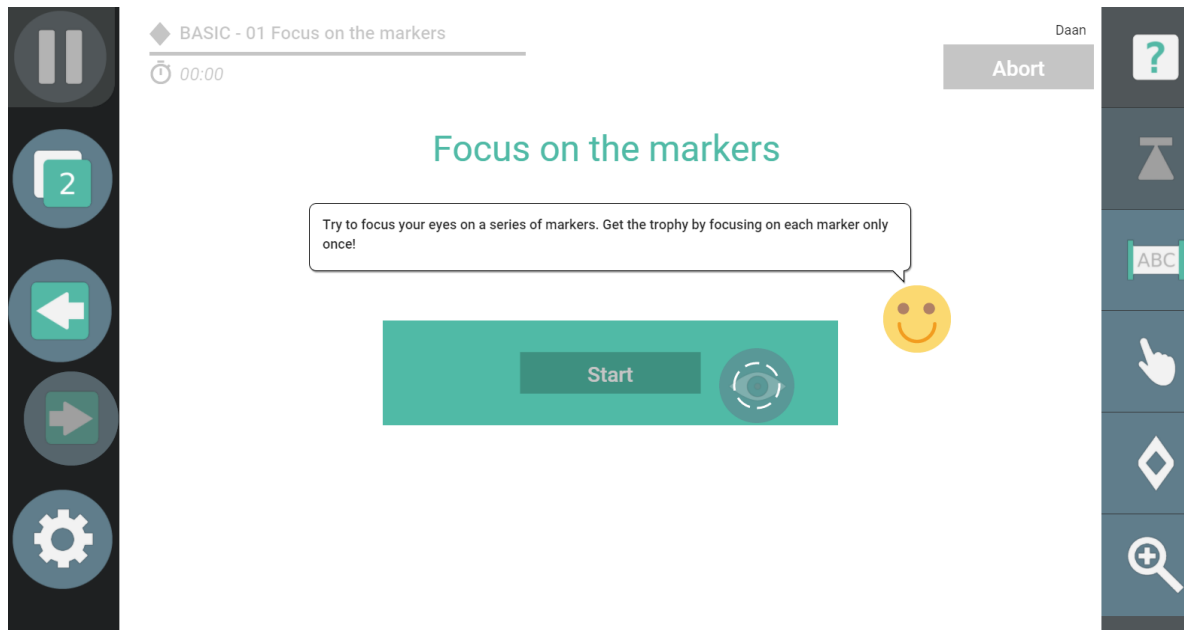 BASIC - 01 Focus on the markers
Daan
00:00
Abort
?
2
Focus on the markers
Try to focus your eyes on a series of markers. Get the trophy by focusing on each marker only
once!
ABC
Start